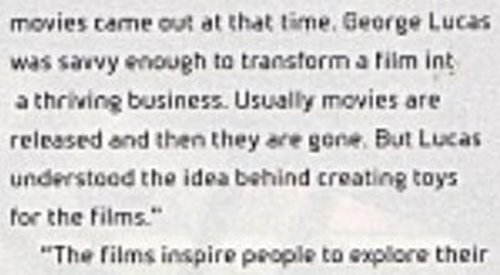 movies came out at that time. George Lucas
was savvy enough to transform a film int
a thriving business. Usually movies are
released and then they are gone. But Lucas
understood the idea behind creating toys
for the films."
"The films inspire people to explore their